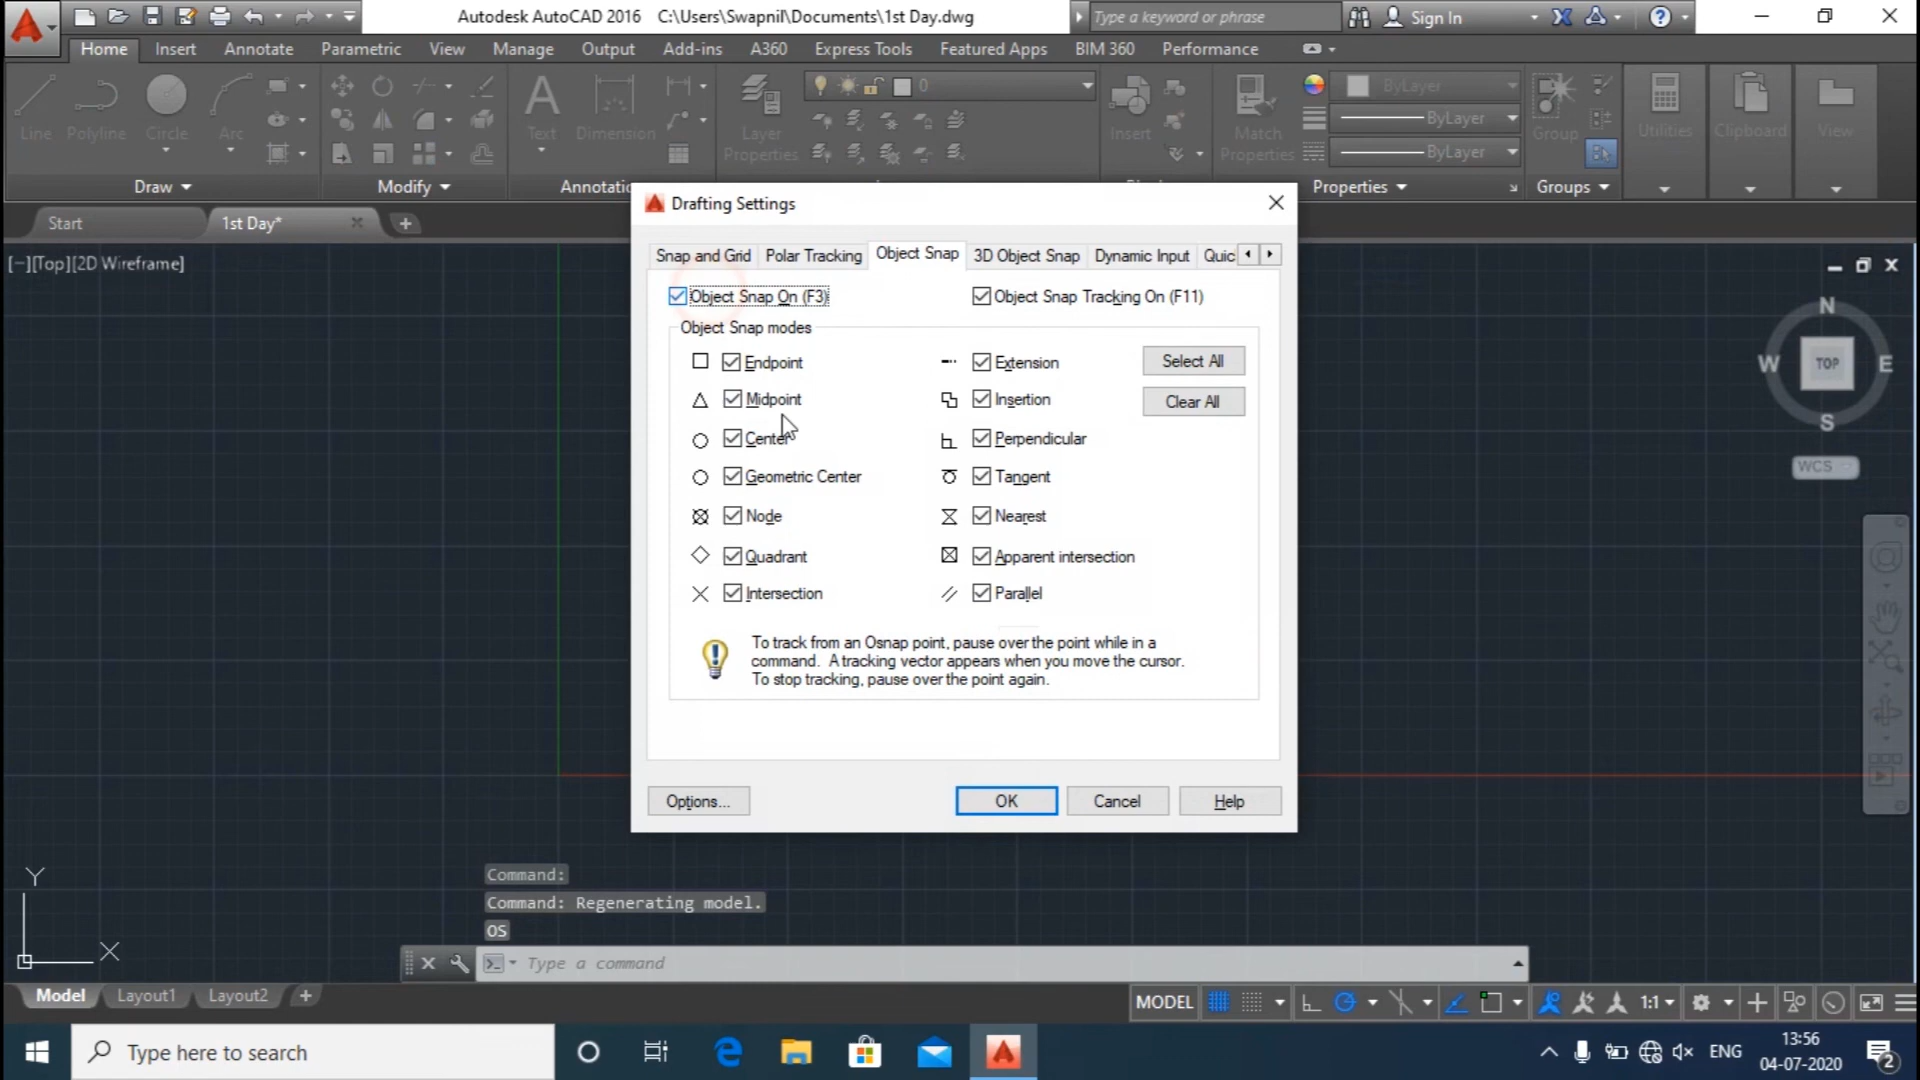 Autodesk AutoCAD 2016 C:\Users\Swapnil\Documents\1st Day.dwg
Type a keyword or phrase
Sign In
Home Insert Annotate Parametric View Manage Output Add-ins A360 Express Tools Featured Apps BIM 360 Performance
0
ByLayer
Line Polyline Circle Arc Text Dimension Layer Properties Insert Match Properties Group Utilities Clipboard View
ByLayer
ByLayer
Draw Modify Annotatio Properties Groups
Start 1st Day*
[−][Top][2D Wireframe]
Drafting Settings
Snap and Grid Polar Tracking Object Snap 3D Object Snap Dynamic Input Quic
Object Snap On (F3) Object Snap Tracking On (F11)
Object Snap modes
Endpoint Extension Select All
Midpoint Insertion Clear All
Center Perpendicular
Geometric Center Tangent
Node Nearest
Quadrant Apparent intersection
Intersection Parallel
To track from an Osnap point, pause over the point while in a
command. A tracking vector appears when you move the cursor.
To stop tracking, pause over the point again.
Options... OK Cancel Help
N
W TOP E
S
WCS
Y
X
Command:
Command: Regenerating model.
OS
Type a command
Model Layout1 Layout2
MODEL 1:1
Type here to search
ENG
13:56
04-07-2020
2